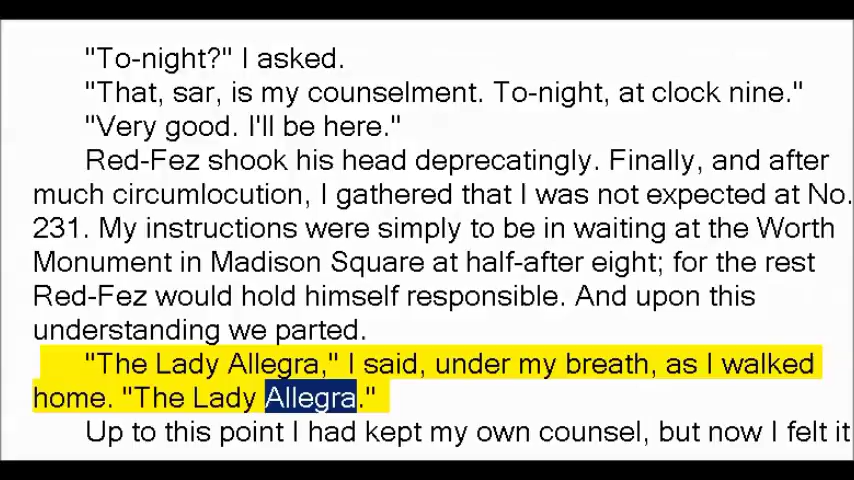 "To-night?" I asked.
"That, sar, is my counselment. To-night, at clock nine."
"Very good. I'll be here."
Red-Fez shook his head deprecatingly. Finally, and after
much circumlocution, I gathered that I was not expected at No.
231. My instructions were simply to be in waiting at the Worth
Monument in Madison Square at half-after eight; for the rest
Red-Fez would hold himself responsible. And upon this
understanding we parted.
"The Lady Allegra," I said, under my breath, as I walked
home. "The Lady Allegra."
Up to this point I had kept my own counsel, but now I felt it